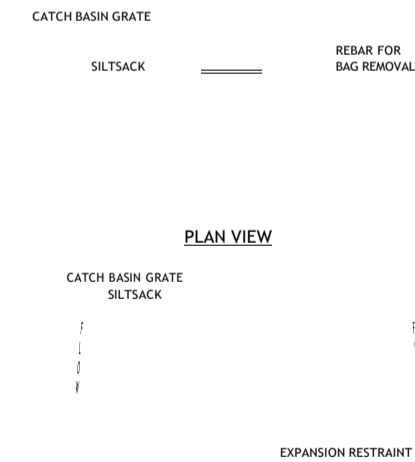 CATCH BASIN GRATE
REBAR FOR
SILTSACK
BAG REMOVAL
PLAN VIEW
CATCH BASIN GRATE
SILTSACK
F
L
O
W
EXPANSION RESTRAINT